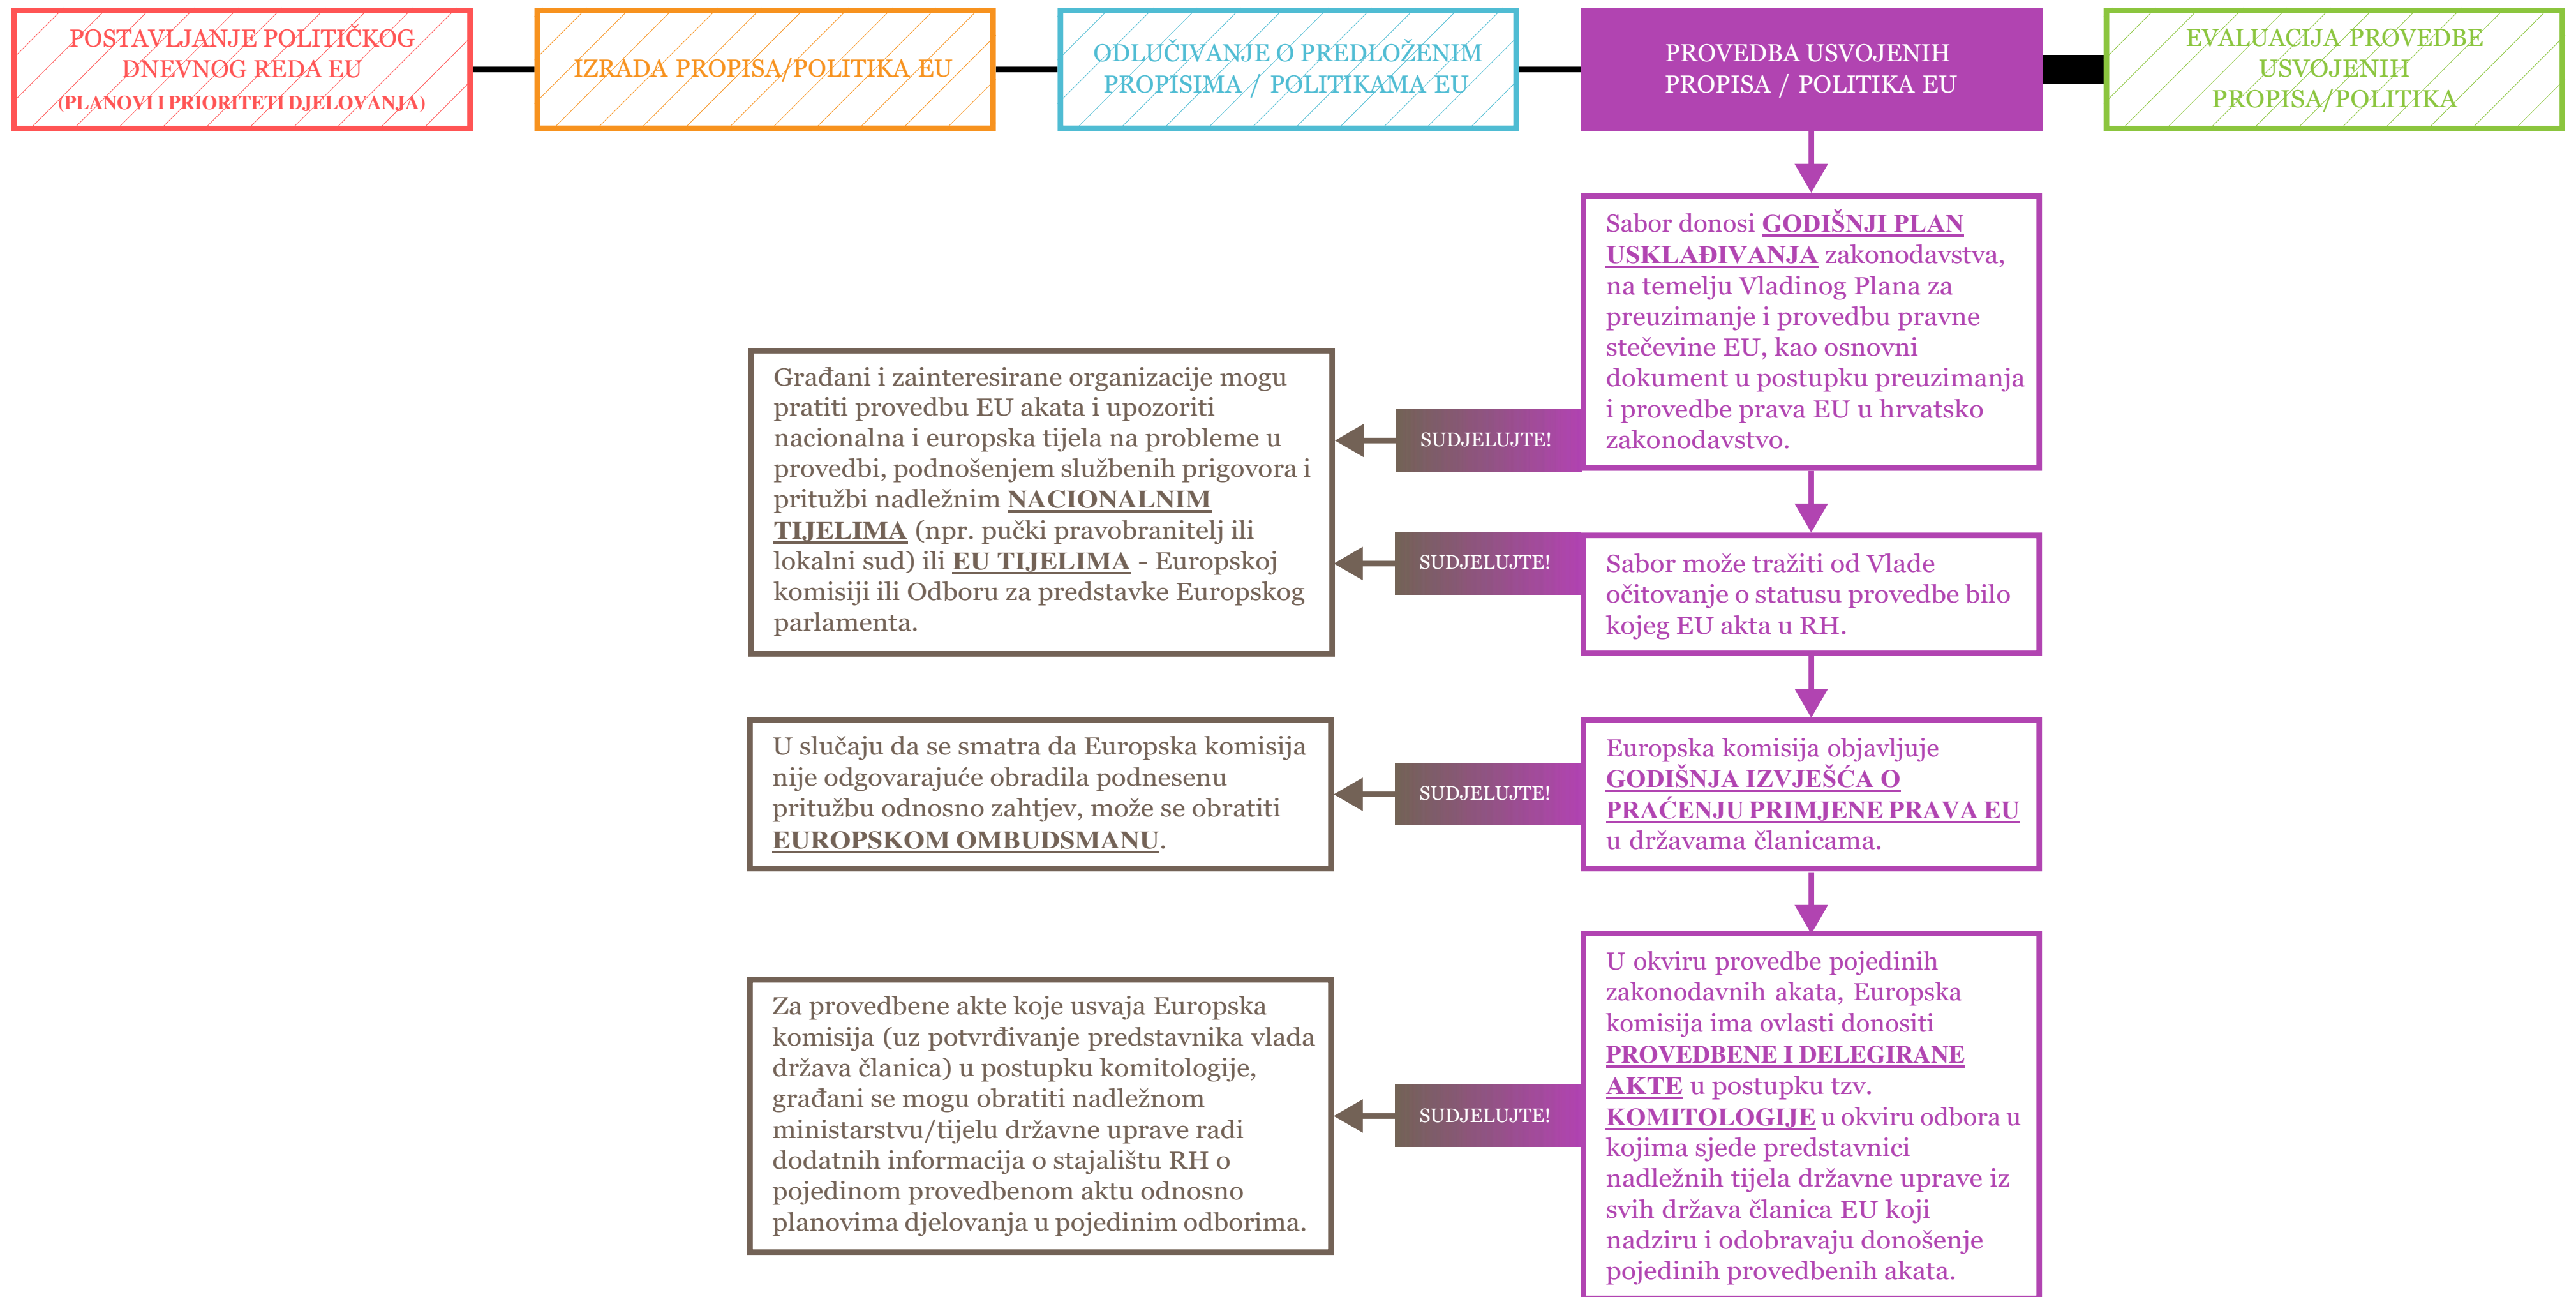 POSTAVLJANJE POLITIČKOG
DNEVNOG REDA EU
(PLANOVI I PRIORITETI DJELOVANJA)
IZRADA PROPISA/POLITIKA EU
ODLUČIVANJE O PREDLOŽENIM
PROPISIMA / POLITIKAMA EU
PROVEDBA USVOJENIH
PROPISA / POLITIKA EU
EVALUACIJA PROVEDBE
USVOJENIH
PROPISA/POLITIKA
Sabor donosi GODIŠNJI PLAN
USKLAĐIVANJA zakonodavstva,
na temelju Vladinog Plana za
preuzimanje i provedbu pravne
stečevine EU, kao osnovni
dokument u postupku preuzimanja
i provedbe prava EU u hrvatsko
zakonodavstvo.
SUDJELUJTE!
Građani i zainteresirane organizacije mogu
pratiti provedbu EU akata i upozoriti
nacionalna i europska tijela na probleme u
provedbi, podnošenjem službenih prigovora i
pritužbi nadležnim NACIONALNIM
TIJELIMA (npr. pučki pravobranitelj ili
lokalni sud) ili EU TIJELIMA - Europskoj
komisiji ili Odboru za predstavke Europskog
parlamenta.
SUDJELUJTE!
Sabor može tražiti od Vlade
očitovanje o statusu provedbe bilo
kojeg EU akta u RH.
Europska komisija objavljuje
GODIŠNJA IZVJEŠĆA O
PRAĆENJU PRIMJENE PRAVA EU
u državama članicama.
SUDJELUJTE!
U slučaju da se smatra da Europska komisija
nije odgovarajuće obradila podnesenu
pritužbu odnosno zahtjev, može se obratiti
EUROPSKOM OMBUDSMANU.
U okviru provedbe pojedinih
zakonodavnih akata, Europska
komisija ima ovlasti donositi
PROVEDBENE I DELEGIRANE
AKTE u postupku tzv.
KOMITOLOGIJE u okviru odbora u
kojima sjede predstavnici
nadležnih tijela državne uprave iz
svih država članica EU koji
nadziru i odobravaju donošenje
pojedinih provedbenih akata.
SUDJELUJTE!
Za provedbene akte koje usvaja Europska
komisija (uz potvrđivanje predstavnika vlada
država članica) u postupku komitologije,
građani se mogu obratiti nadležnom
ministarstvu/tijelu državne uprave radi
dodatnih informacija o stajalištu RH o
pojedinom provedbenom aktu odnosno
planovima djelovanja u pojedinim odborima.